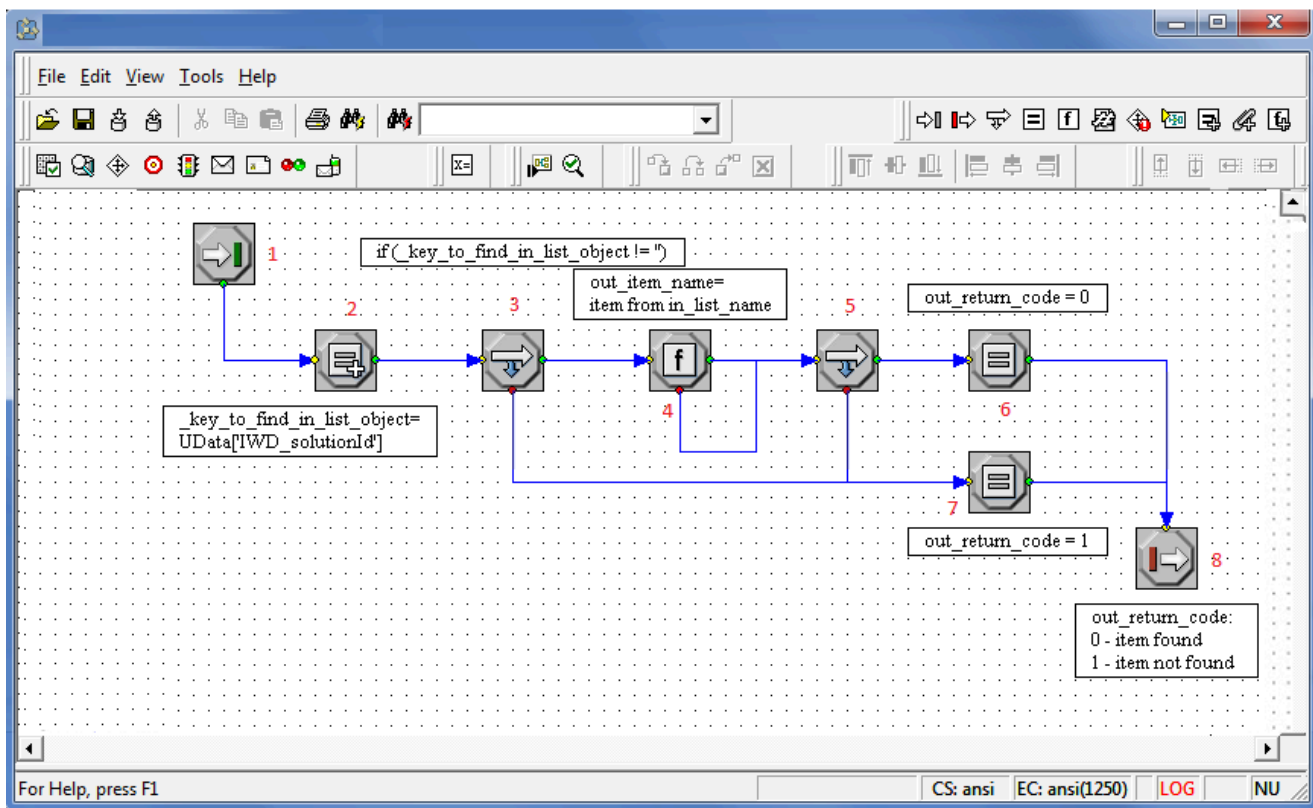 File Edit View Tools Help
1
if (_key_to_find_in_list_object != '')
out_item_name=
item from in_list_name
2
3
5
out_return_code = 0
f
4
6
_key_to_find_in_list_object=
UData['IWD_solutionId']
7
out_return_code = 1
8
out_return_code:
0 - item found
1 - item not found
For Help, press F1
CS: ansi
EC: ansi(1250)
LOG
NU